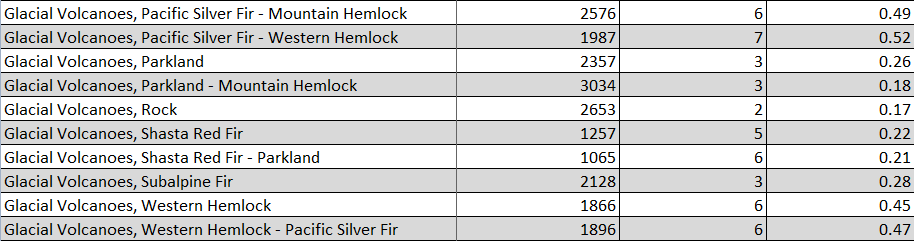 Glacial Volcanoes, Pacific Silver Fir - Mountain Hemlock 2576 6 0.49
Glacial Volcanoes, Pacific Silver Fir - Western Hemlock 1987 7 0.52
Glacial Volcanoes, Parkland 2357 3 0.26
Glacial Volcanoes, Parkland - Mountain Hemlock 3034 3 0.18
Glacial Volcanoes, Rock 2653 2 0.17
Glacial Volcanoes, Shasta Red Fir 1257 5 0.22
Glacial Volcanoes, Shasta Red Fir - Parkland 1065 6 0.21
Glacial Volcanoes, Subalpine Fir 2128 3 0.28
Glacial Volcanoes, Western Hemlock 1866 6 0.45
Glacial Volcanoes, Western Hemlock - Pacific Silver Fir 1896 6 0.47